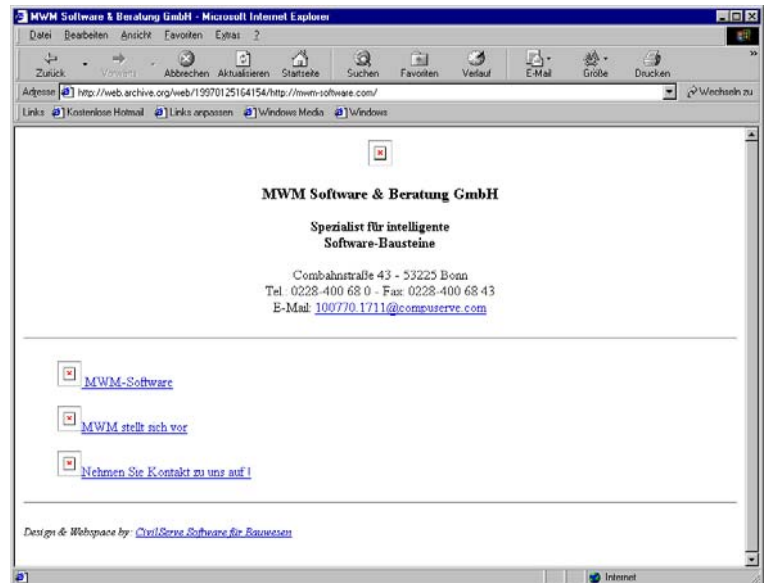 MWM Software & Beratung GmbH - Microsoft Internet Explorer
Datei Bearbeiten Ansicht Favoriten Extras ?
Zurück Vorwärts Abbrechen Aktualisieren Startseite Suchen Favoriten Verlauf E-Mail Größe Drucken
Adresse http://web.archive.org/web/19970125164154/http://mwm-software.com/ Wechseln zu
Links Kostenlose Hotmail Links anpassen Windows Media Windows
MWM Software & Beratung GmbH
Spezialist für intelligente
Software-Bausteine
Combahnstraße 43 - 53225 Bonn
Tel.: 0228-400 68 0 - Fax: 0228-400 68 43
E-Mail: 100770.1711@compuserve.com
MWM-Software
MWM stellt sich vor
Nehmen Sie Kontakt zu uns auf !
Design & Webspace by: CivilServe Software für Bauwesen
Internet